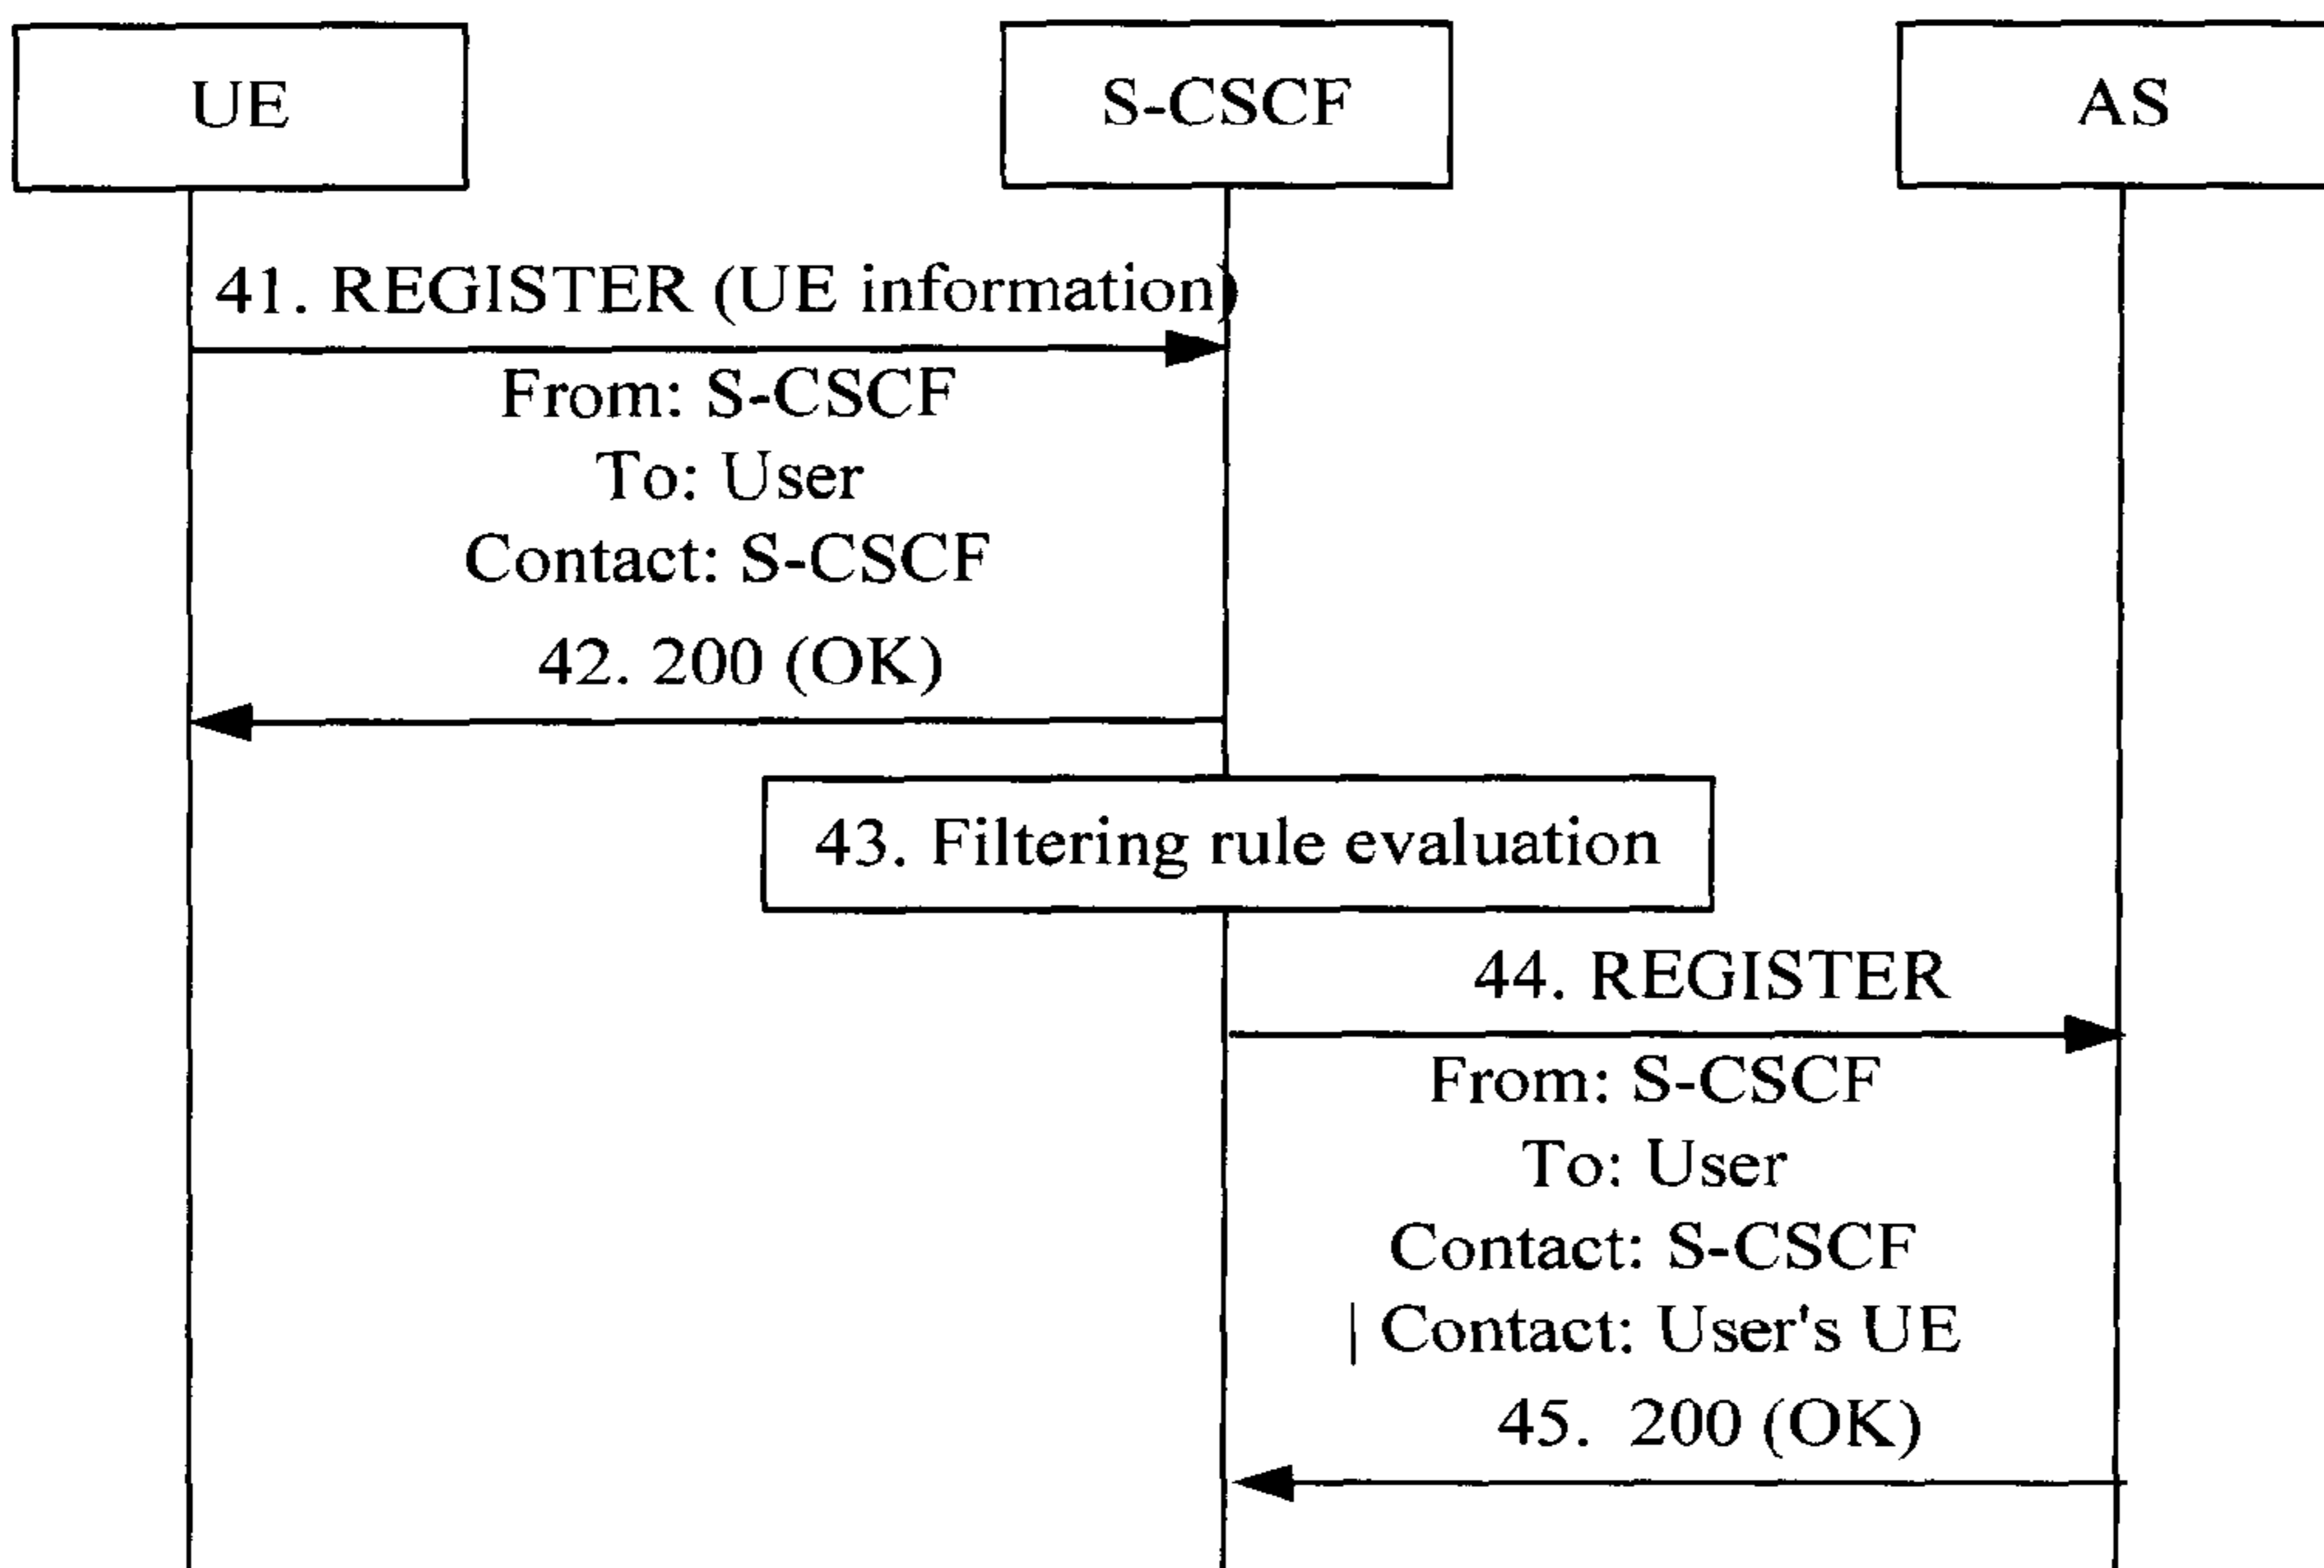 UE
S-CSCF
AS
41. REGISTER (UE information)
From: S-CSCF
To: User
Contact: S-CSCF
42. 200 (OK)
43. Filtering rule evaluation
44. REGISTER
From: S-CSCF
To: User
Contact: S-CSCF
| Contact: User's UE
45. 200 (OK)